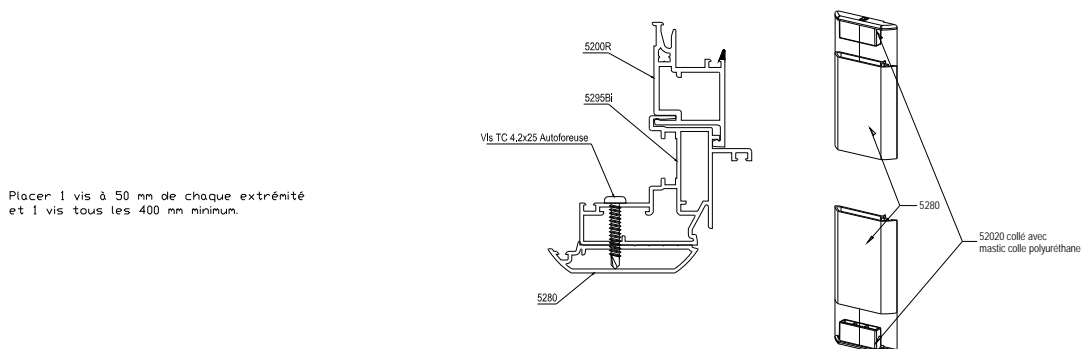 Placer 1 vis à 50 mm de chaque extrémité
et 1 vis tous les 400 mm minimum.
5200R
5295Bi
Vis TC 4,2x25 Autoforeuse
5280
5280
52020 collé avec
mastic colle polyuréthane